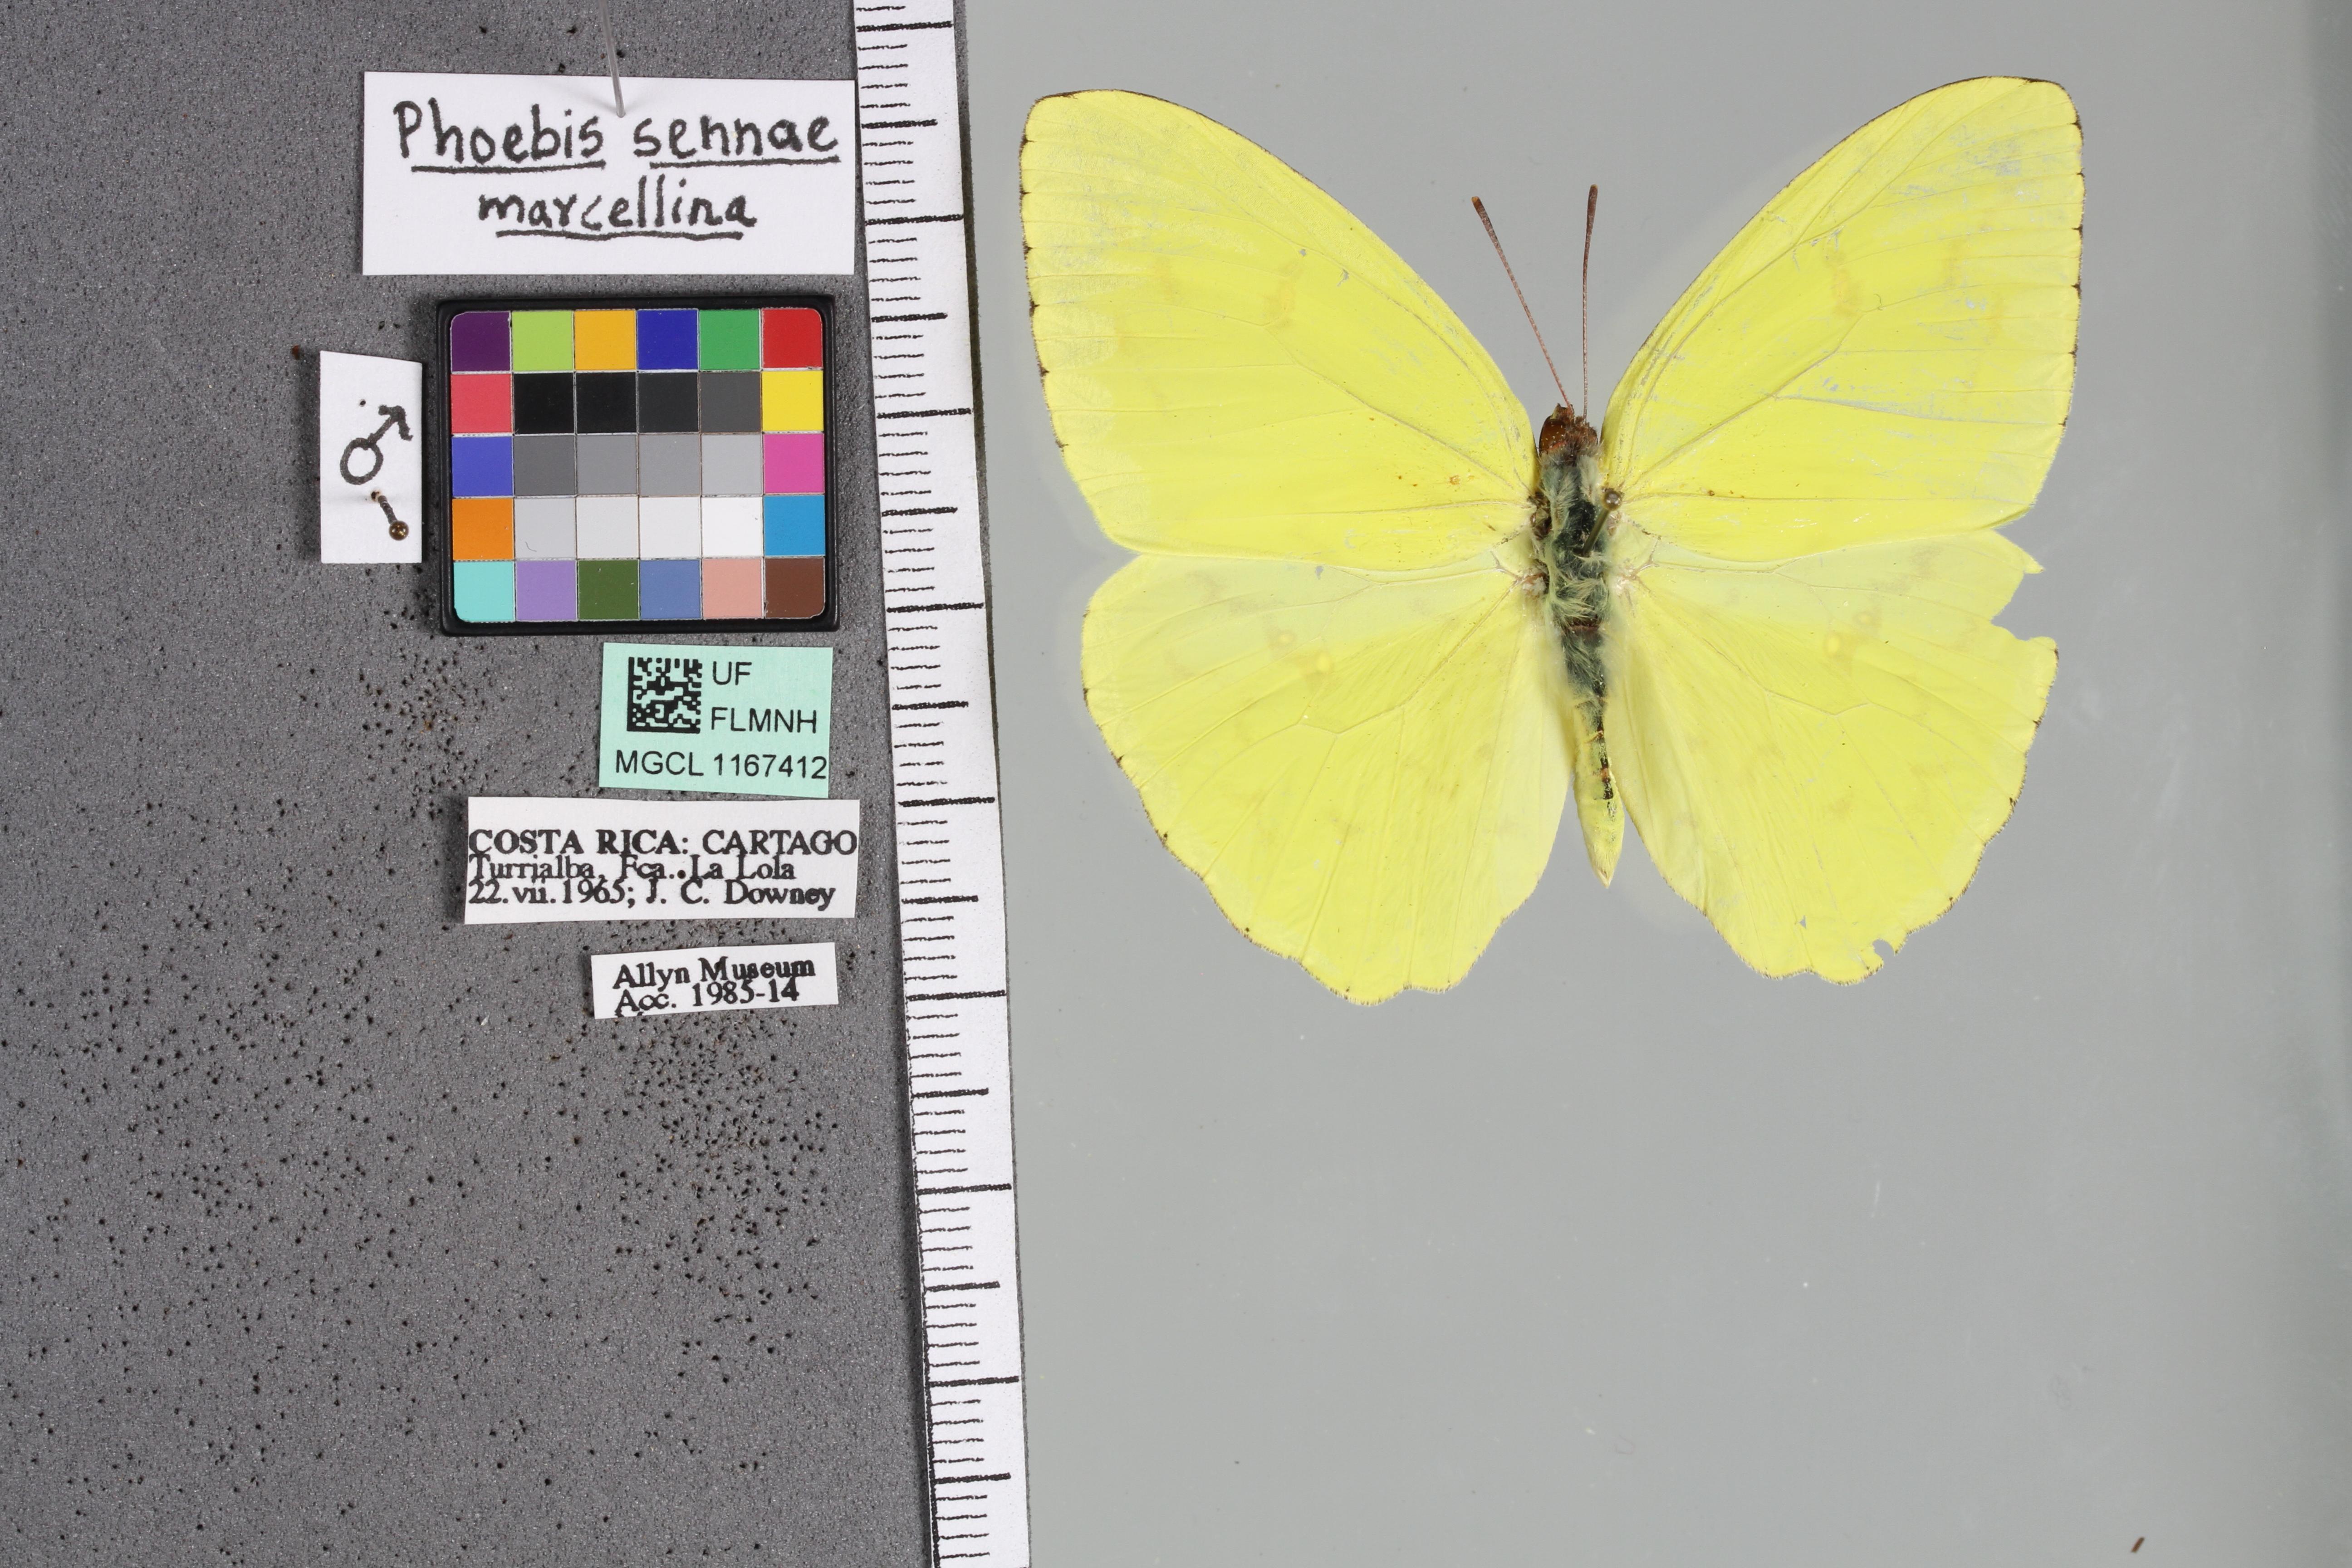 Phoebis sennae
marcellina
♂
UF
FLMNH
MGCL 1167412
COSTA RICA: CARTAGO
Turrialba, Fca. La Lola
22.vii.1965; J. C. Downey
Allyn Museum
Acc. 1985-14